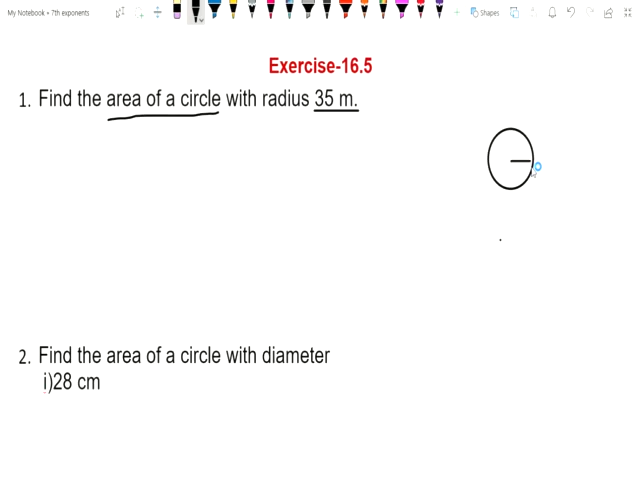 My Notebook » 7th exponents
Shapes
Exercise-16.5
1. Find the area of a circle with radius 35 m.
2. Find the area of a circle with diameter
i)28 cm